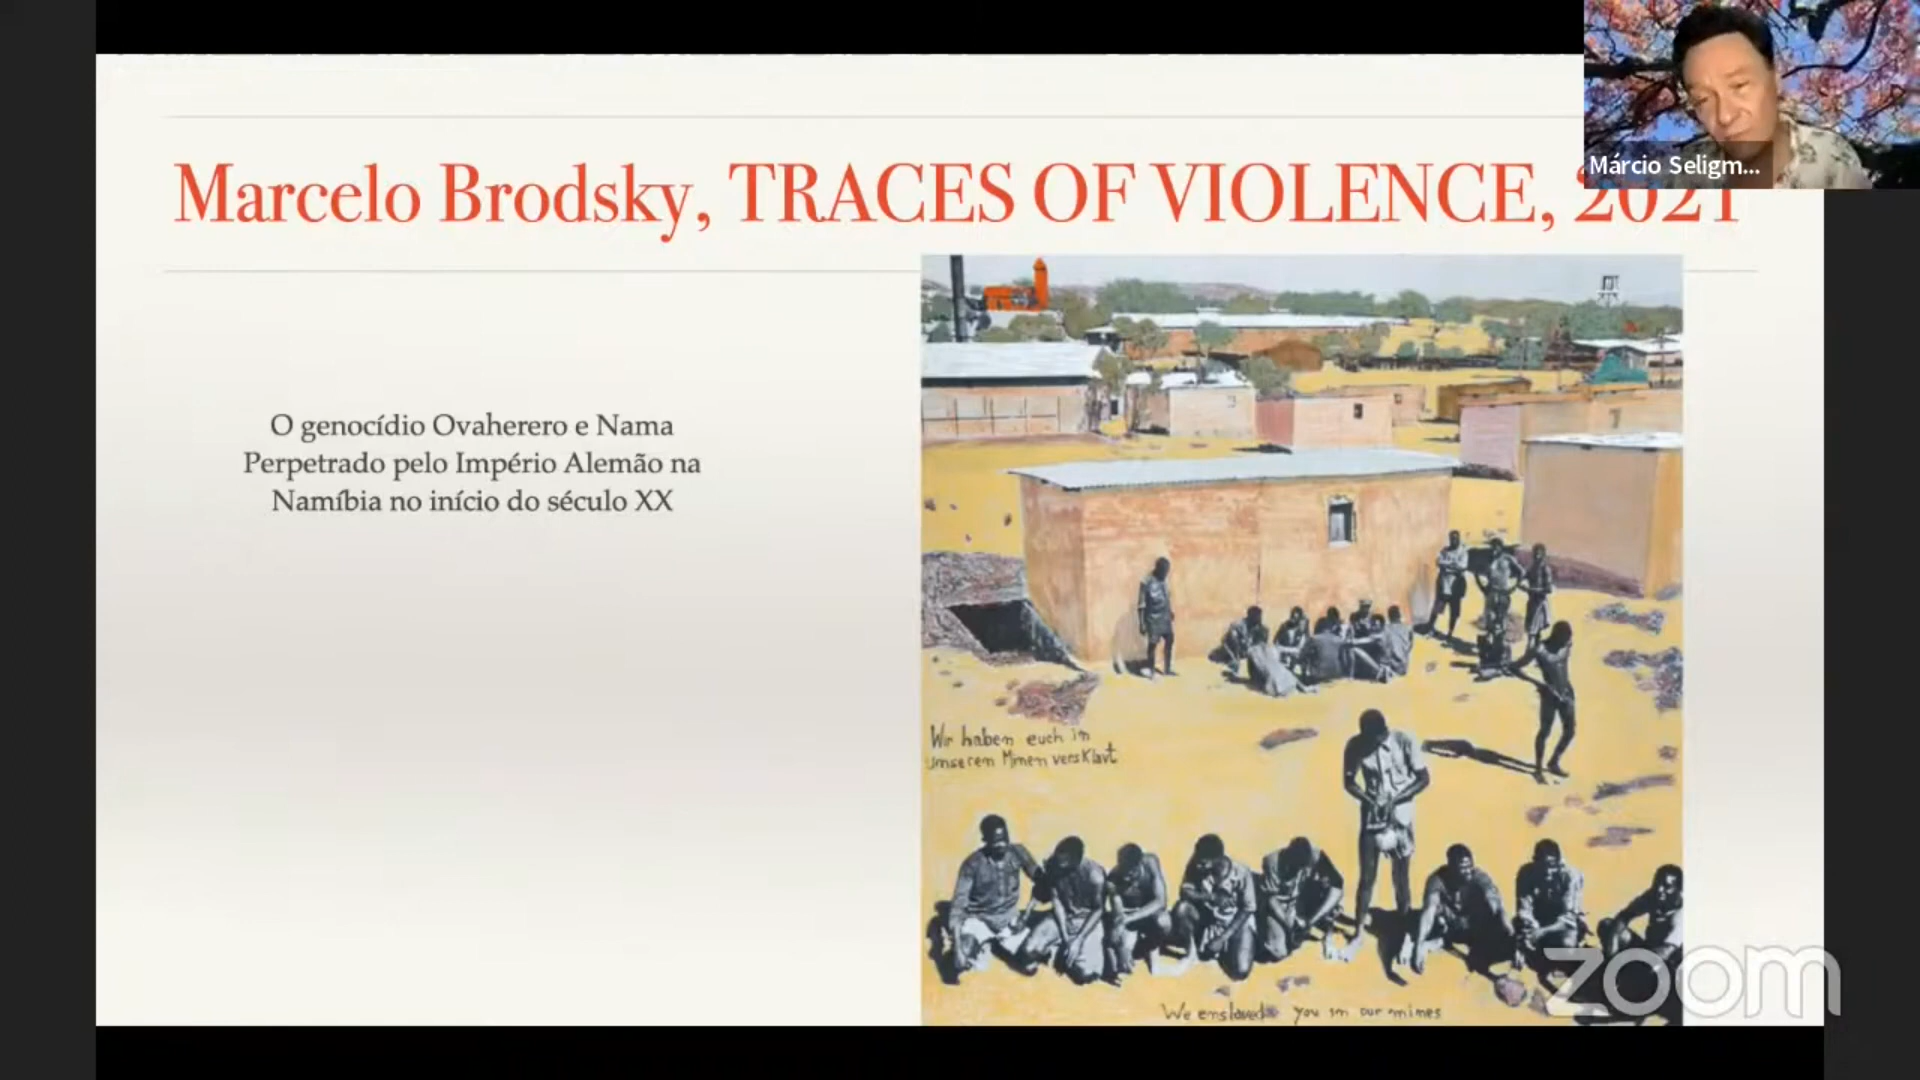 Márcio Seligm...
Marcelo Brodsky, TRACES OF VIOLENCE, 2021
O genocídio Ovaherero e Nama
Perpetrado pelo Império Alemão na
Namíbia no início do século XX
Wir haben euch in
unseren Minen versklavt
We enslaved you in our mines
zoom